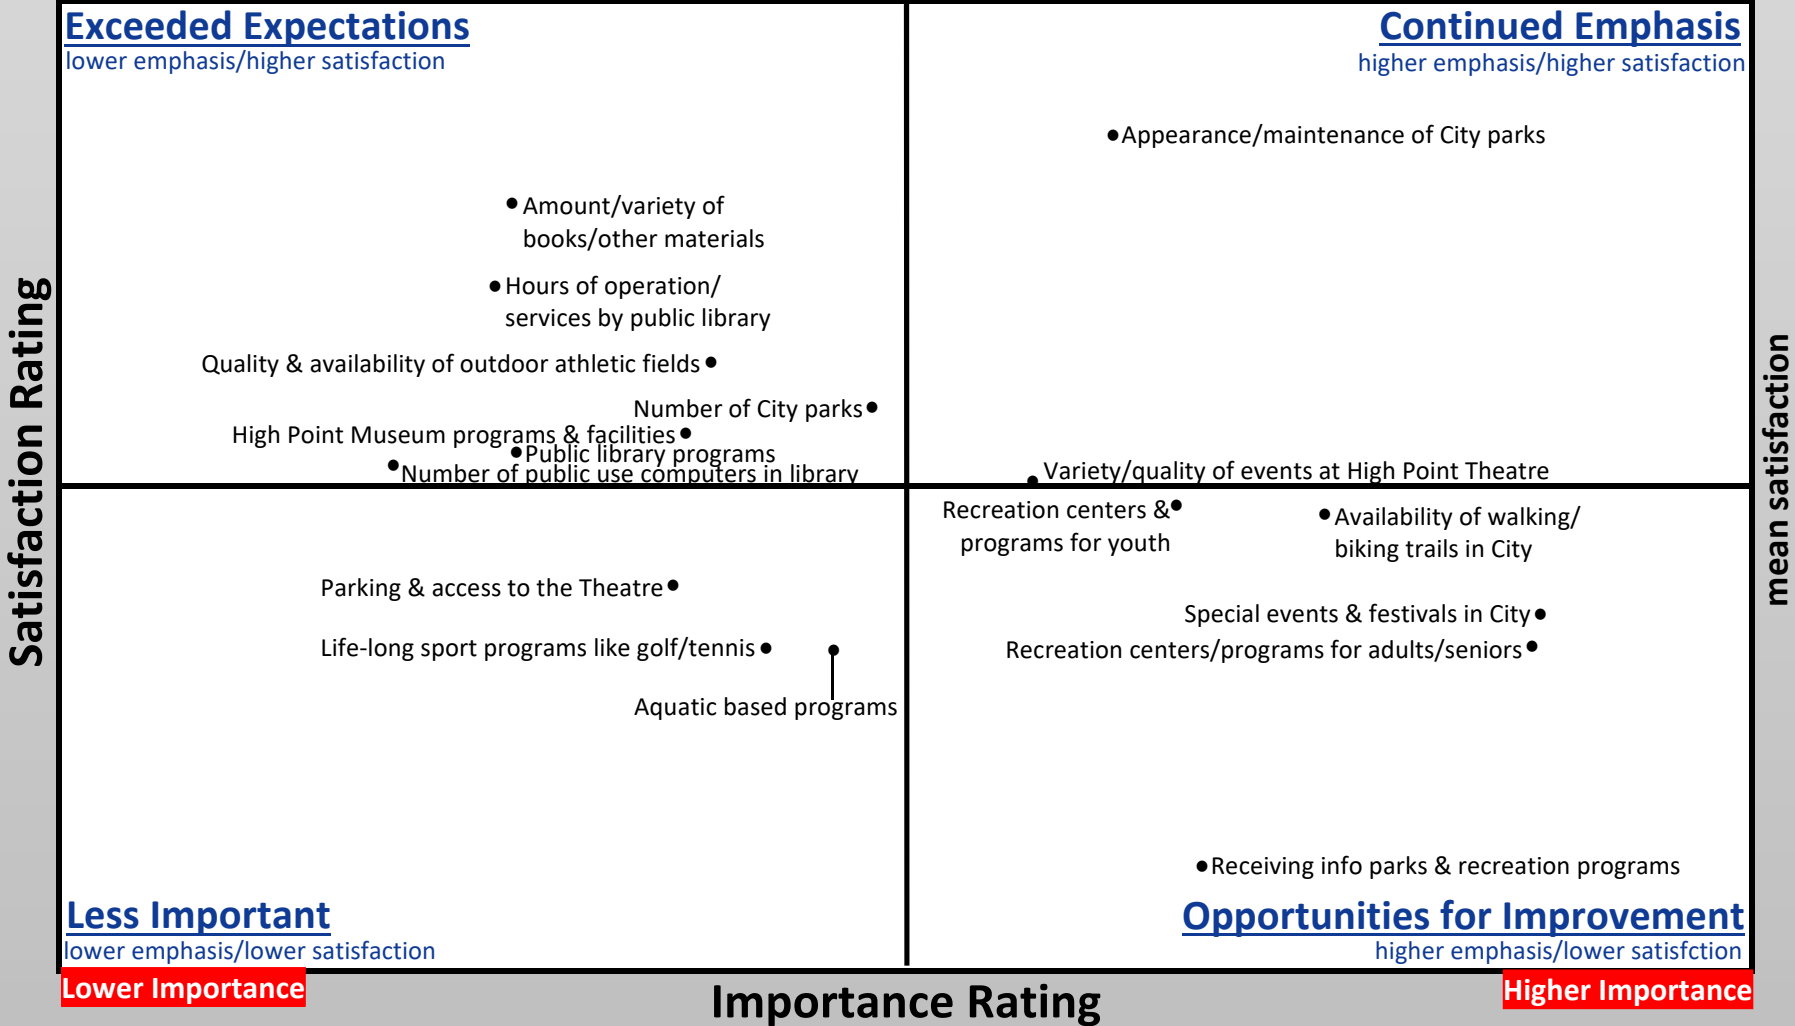 Exceeded Expectations
lower emphasis/higher satisfaction
Continued Emphasis
higher emphasis/higher satisfaction
Appearance/maintenance of City parks
Amount/variety of
books/other materials
Hours of operation/
services by public library
Quality & availability of outdoor athletic fields
Number of City parks
High Point Museum programs & facilities
Public library programs
Number of public use computers in library
Variety/quality of events at High Point Theatre
Recreation centers &
programs for youth
Availability of walking/
biking trails in City
Parking & access to the Theatre
Special events & festivals in City
Life-long sport programs like golf/tennis
Recreation centers/programs for adults/seniors
Aquatic based programs
Receiving info parks & recreation programs
Less Important
lower emphasis/lower satisfaction
Opportunities for Improvement
higher emphasis/lower satisfction
Lower Importance
Importance Rating
Higher Importance
Satisfaction Rating
mean satisfaction